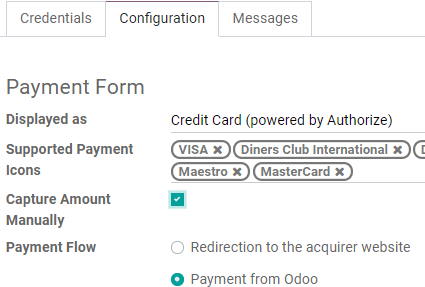 Credentials Configuration Messages
Payment Form
Displayed as Credit Card (powered by Authorize)
Supported Payment Icons VISA ✖ Diners Club International ✖
Maestro ✖ MasterCard ✖
Capture Amount Manually
Payment Flow Redirection to the acquirer website
Payment from Odoo